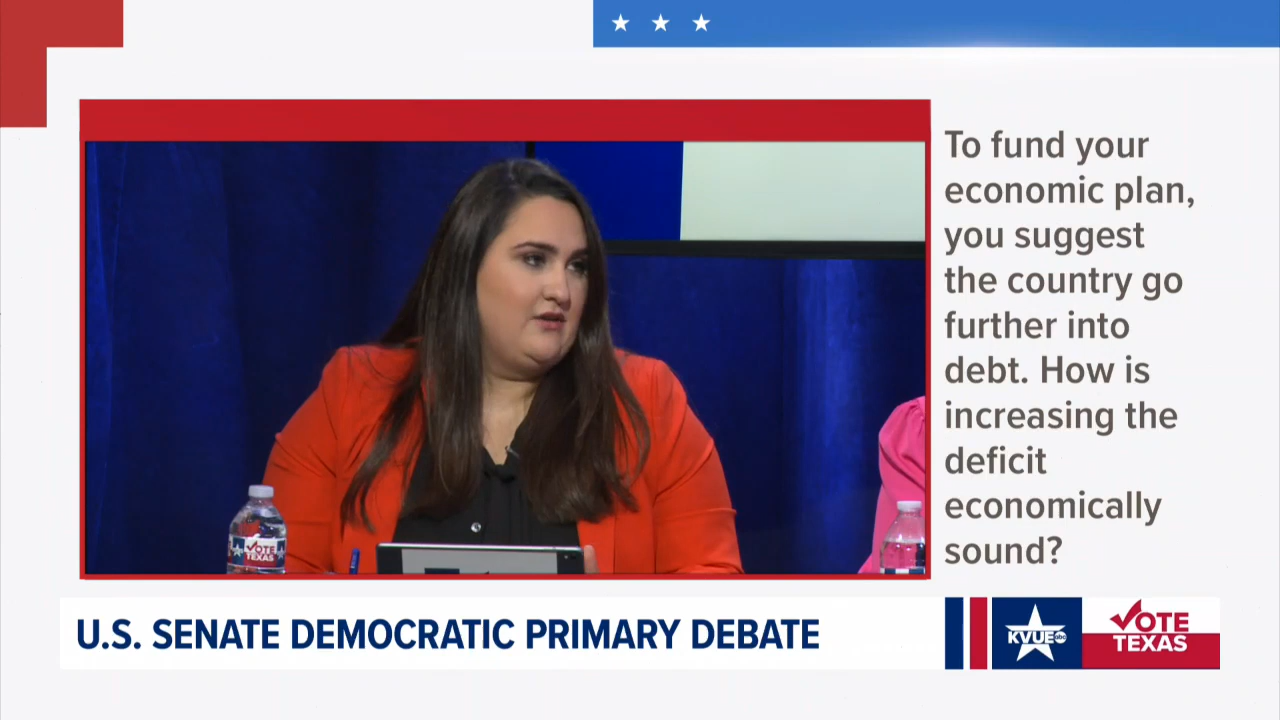 To fund your
economic plan,
you suggest
the country go
further into
debt. How is
increasing the
deficit
economically
sound?
VOTE
TEXAS
U.S. SENATE DEMOCRATIC PRIMARY DEBATE
KVUE abc
VOTE
TEXAS